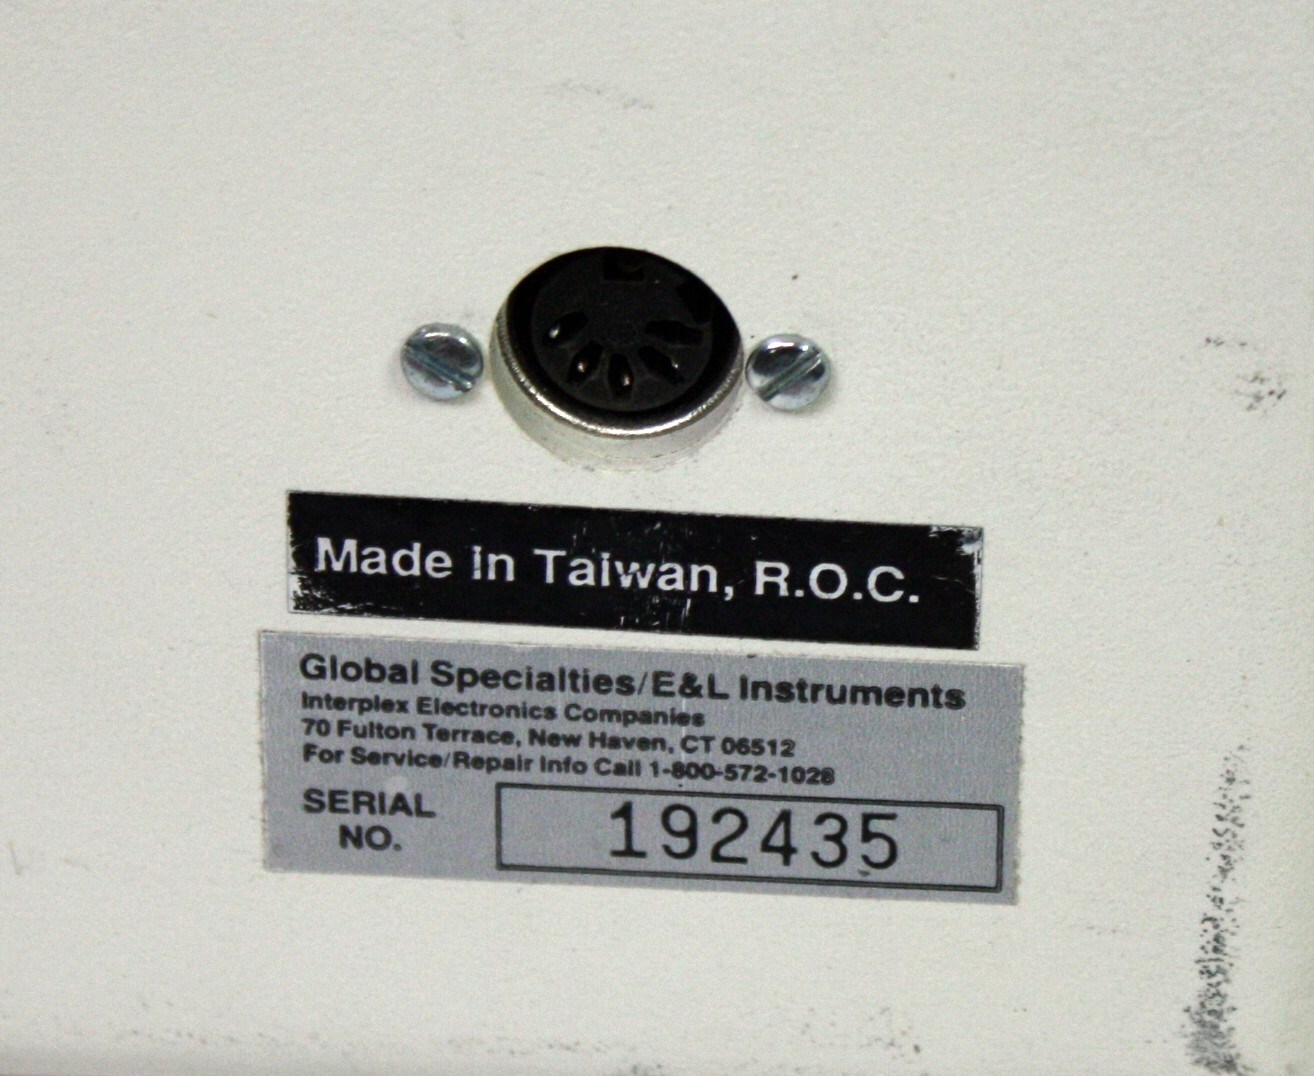 Made in Taiwan, R.O.C.
Global Specialties/E&L Instruments
Interplex Electronics Companies
70 Fulton Terrace, New Haven, CT 06512
For Service/Repair Info Call 1-800-572-1028
SERIAL
NO.
192435